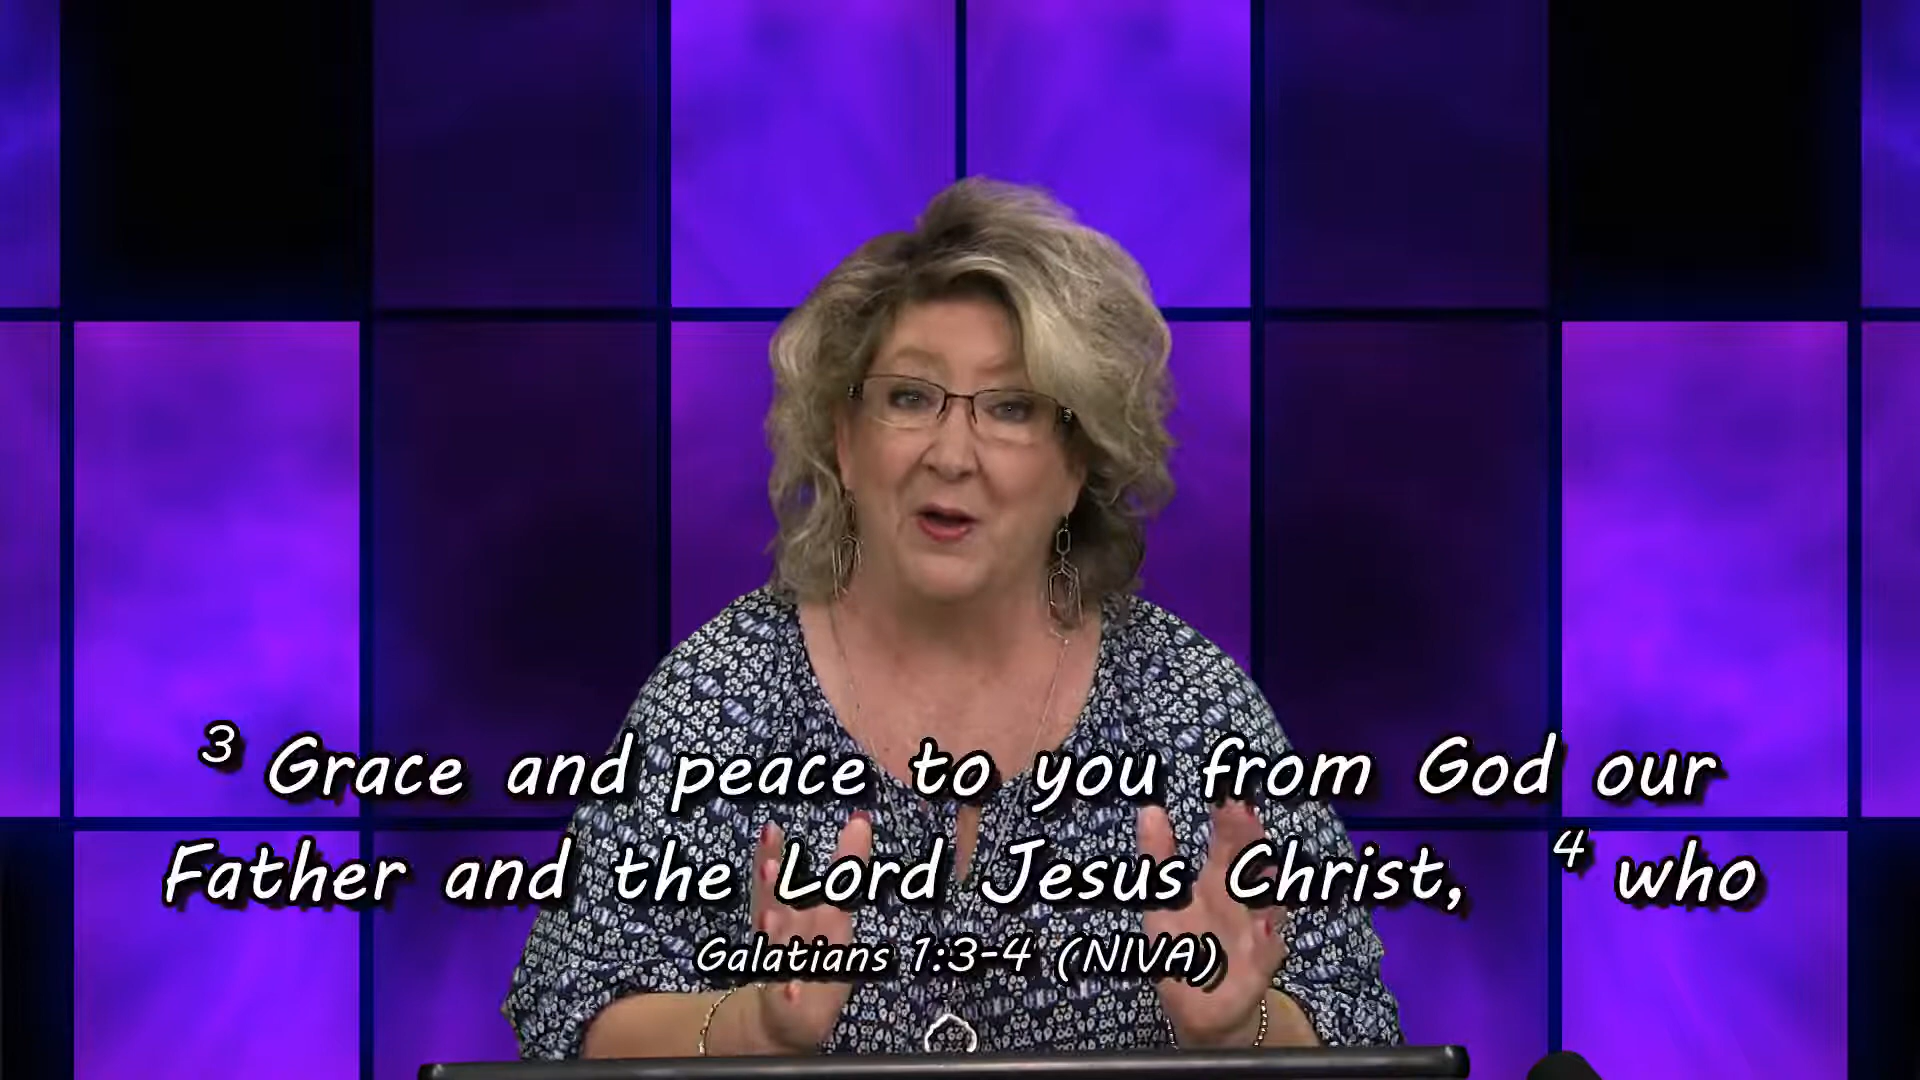 ³ Grace and peace to you from God our
Father and the Lord Jesus Christ, ⁴ who
Galatians 1:3-4 (NIVA)